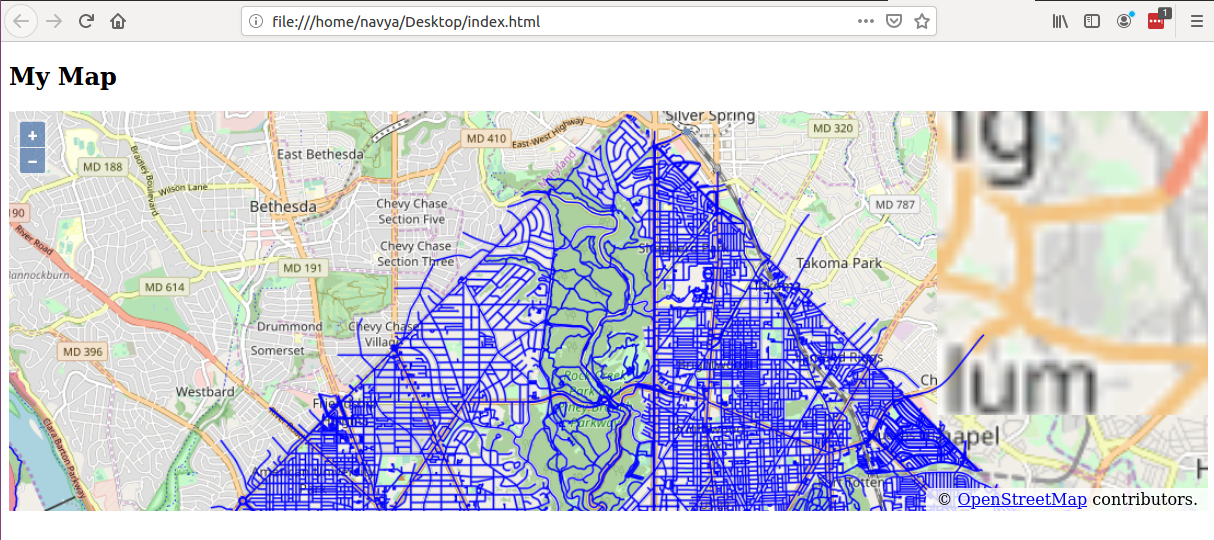 file:///home/navya/Desktop/index.html
1
My Map
+
−
Silver Spring
MD 410
East-West Highway
MD 320
East Bethesda
MD 188
Bradley Boulevard
Wilson Lane
Bethesda
Chevy Chase
Section Five
MD 787
190
River Road
Chevy Chase
Section Three
MD 191
Takoma Park
MD 614
Drummond
Chevy Chase
Village
Somerset
MD 396
Westbard
Ch
lum
Clara Barton Parkway
Rock Creek
Park
Parkway
H
© OpenStreetMap contributors.